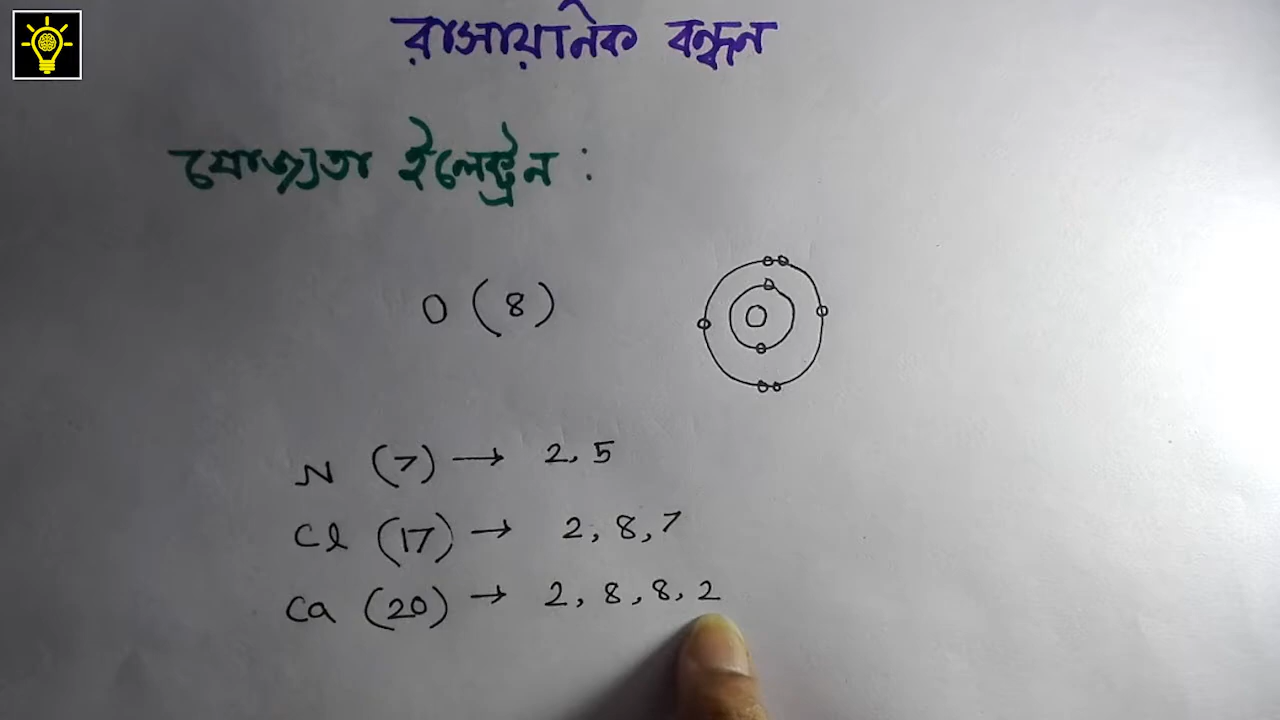 রাসায়নিক বন্ধন
যোজ্যতা ইলেক্ট্রন :
O (8)
N (7) → 2, 5
Cl (17) → 2, 8, 7
Ca (20) → 2, 8, 8, 2